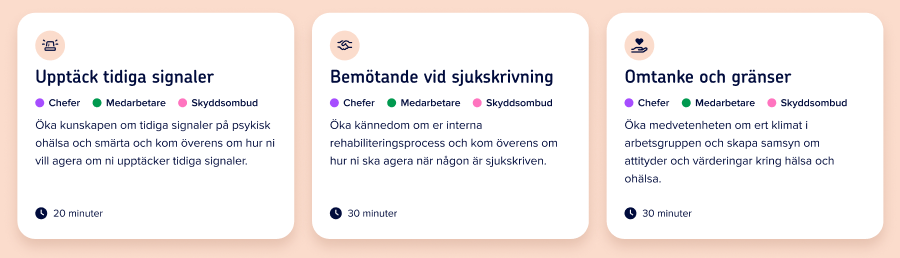 Upptäck tidiga signaler
Chefer Medarbetare Skyddsombud
Öka kunskapen om tidiga signaler på psykisk
ohälsa och smärta och kom överens om hur ni
vill agera om ni upptäcker tidiga signaler.
20 minuter
Bemötande vid sjukskrivning
Chefer Medarbetare Skyddsombud
Öka kännedom om er interna
rehabiliteringsprocess och kom överens om
hur ni ska agera när någon är sjukskriven.
30 minuter
Omtanke och gränser
Chefer Medarbetare Skyddsombud
Öka medvetenheten om ert klimat i
arbetsgruppen och skapa samsyn om
attityder och värderingar kring hälsa och
ohälsa.
30 minuter